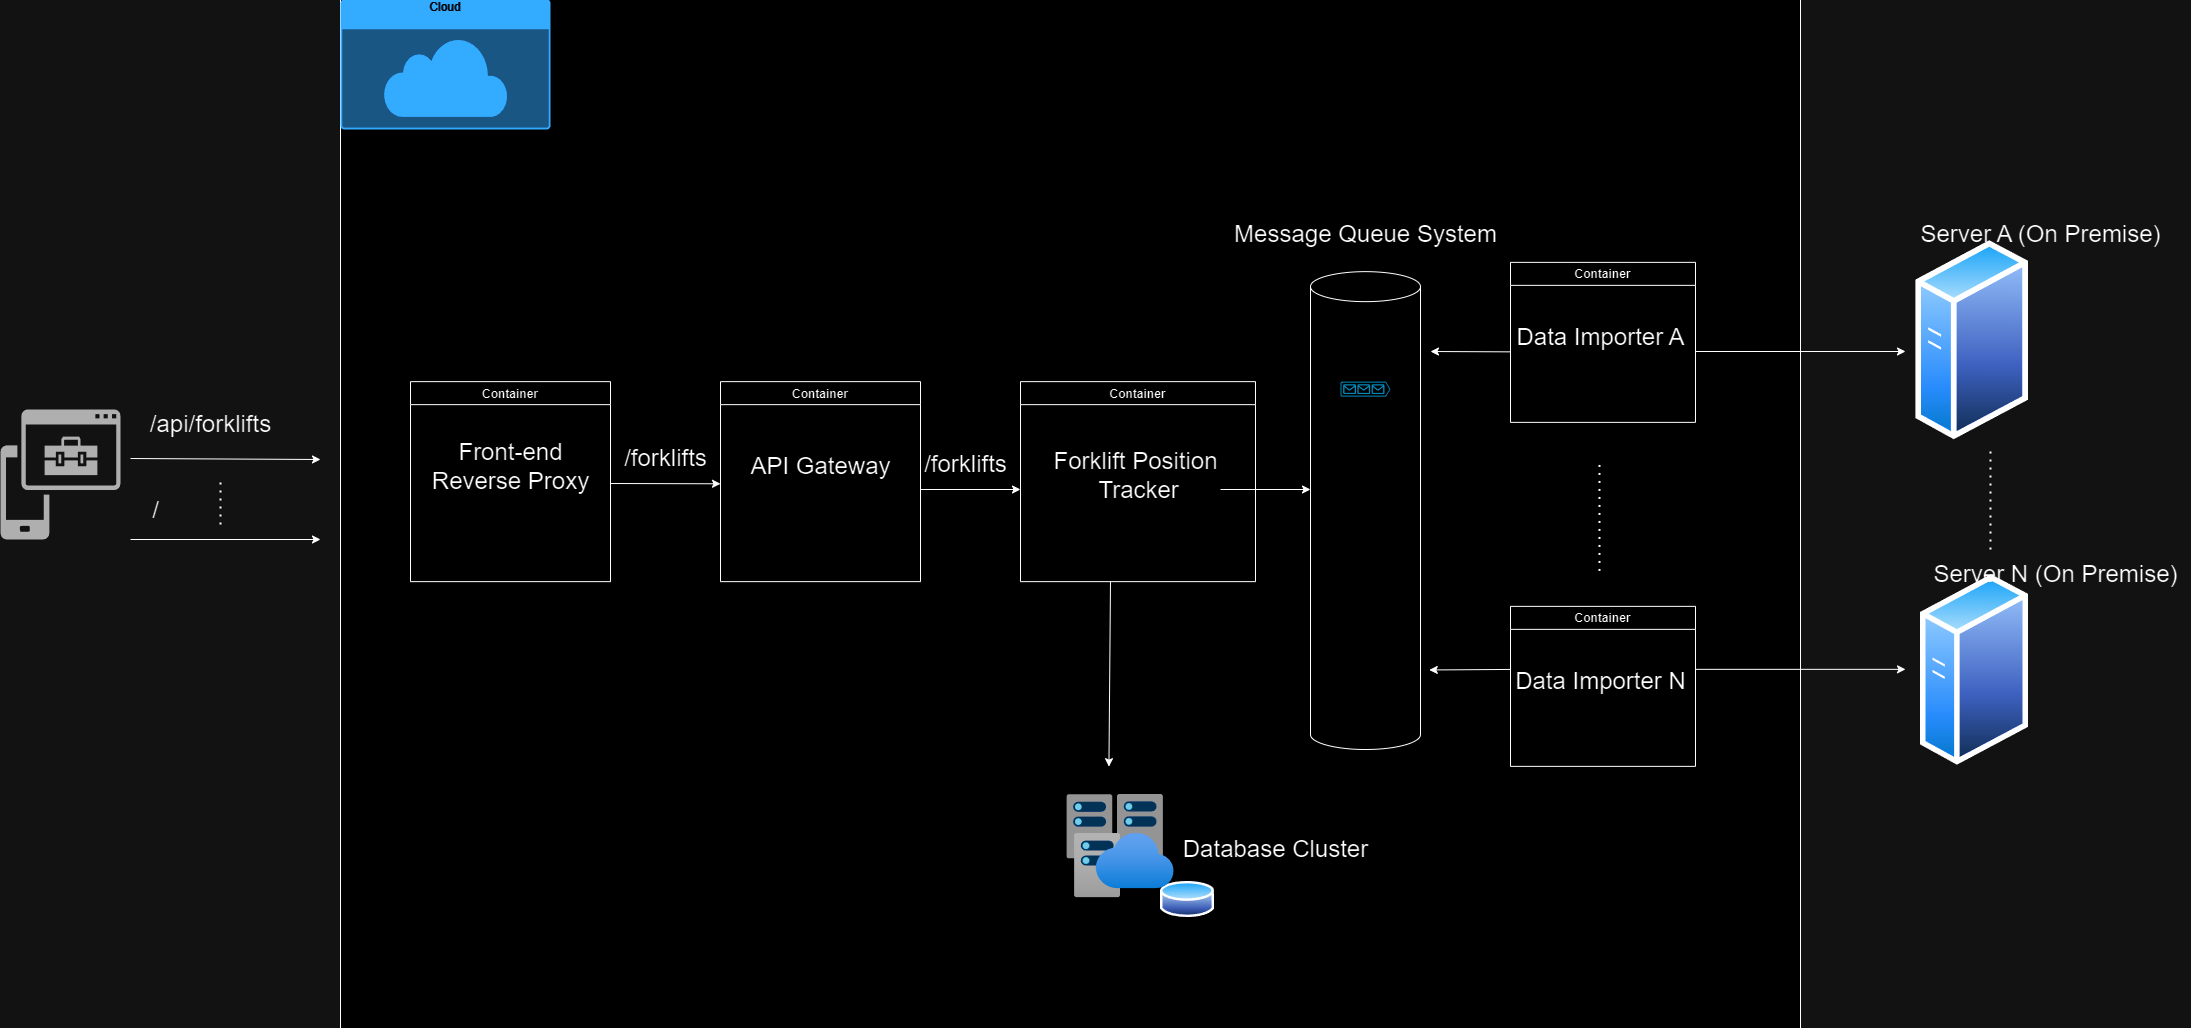 Cloud
Message Queue System
Server A (On Premise)
Container
Data Importer A
Container
Front-end
Reverse Proxy
Container
API Gateway
Container
Forklift Position
Tracker
/api/forklifts
/forklifts
/forklifts
/
Server N (On Premise)
Container
Data Importer N
Database Cluster